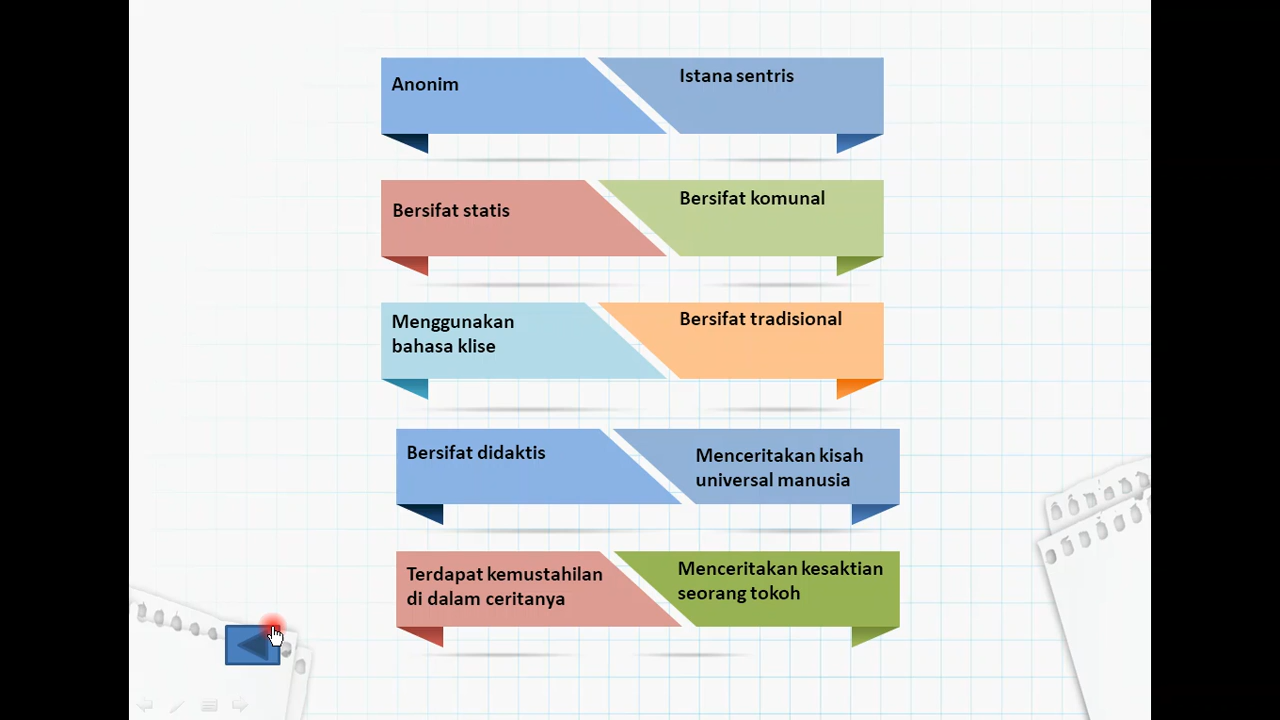 Anonim
Istana sentris
Bersifat statis
Bersifat komunal
Menggunakan
bahasa klise
Bersifat tradisional
Bersifat didaktis
Menceritakan kisah
universal manusia
Terdapat kemustahilan
di dalam ceritanya
Menceritakan kesaktian
seorang tokoh